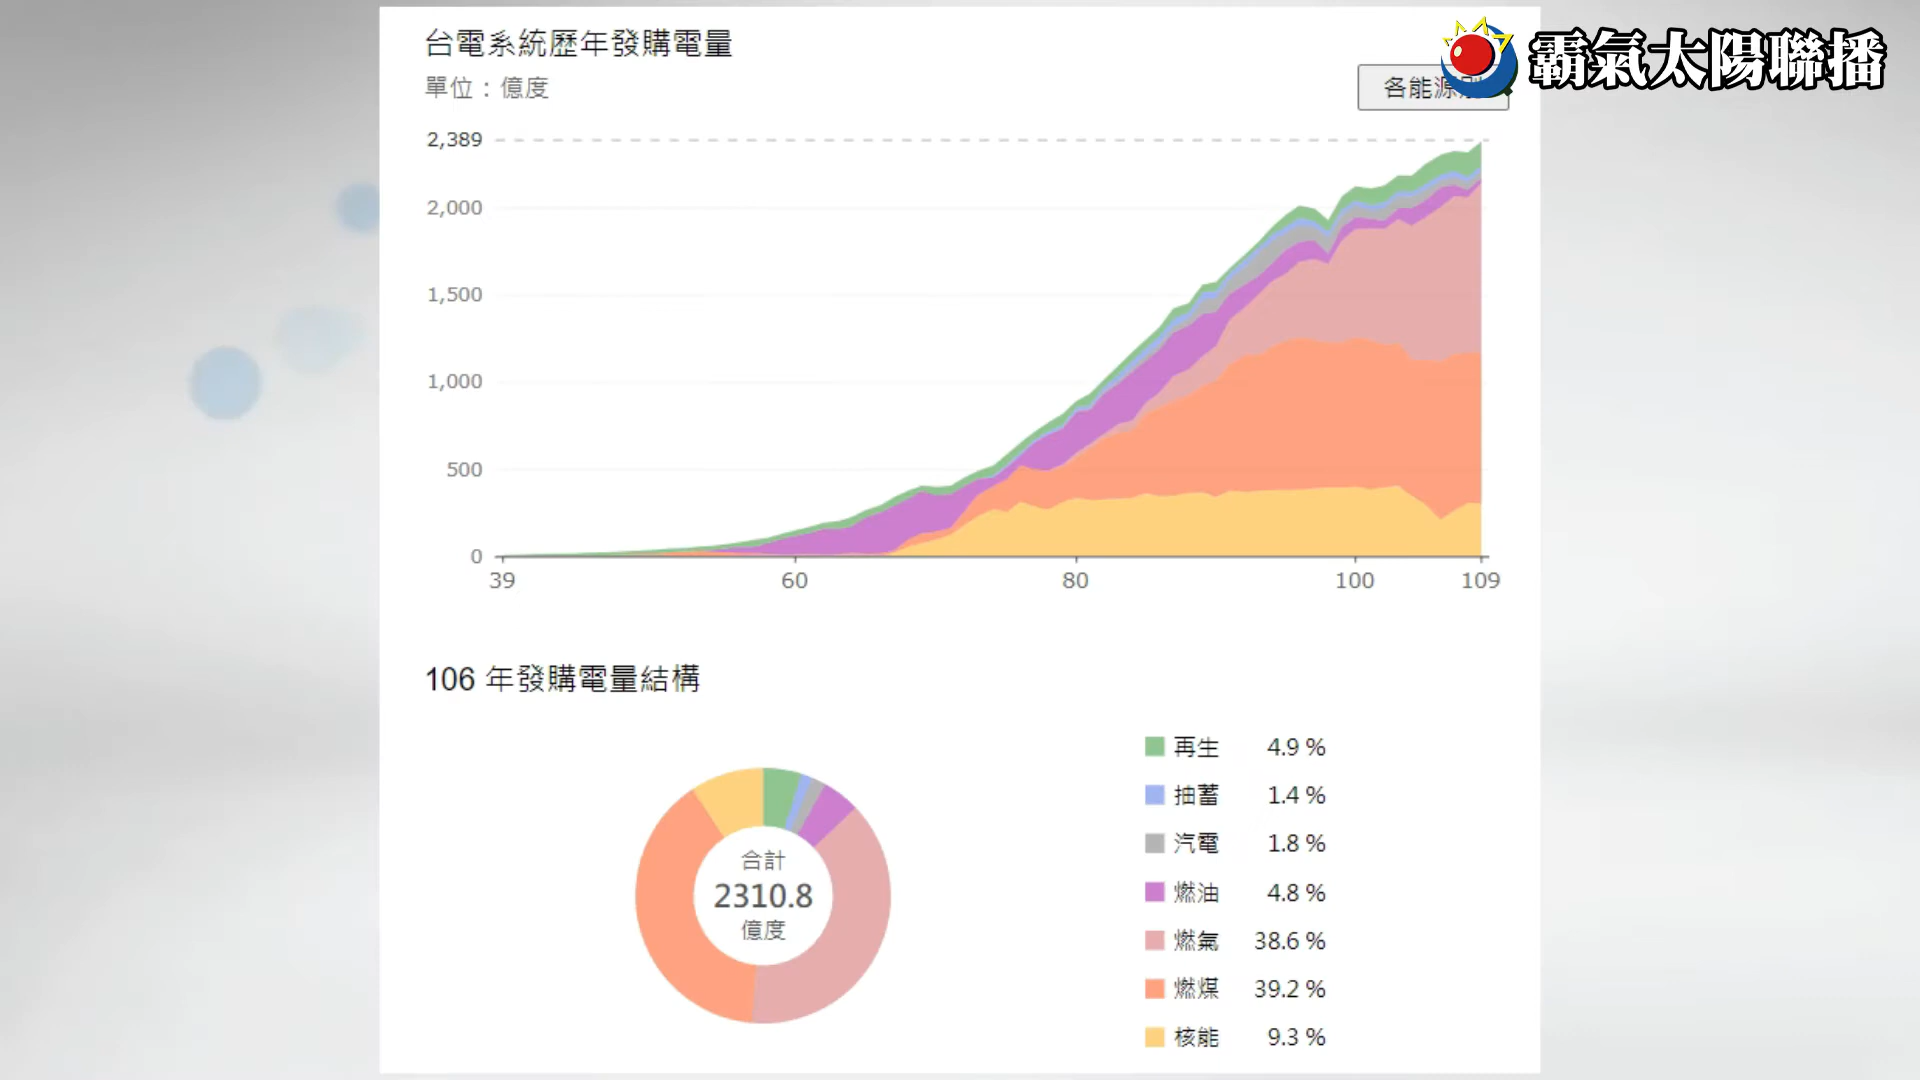 台電系統歷年發購電量
單位：億度
各能源別
霸氣太陽聯播
2,389
2,000
1,500
1,000
500
0
39 60 80 100 109
106 年發購電量結構
合計
2310.8
億度
再生 4.9 %
抽蓄 1.4 %
汽電 1.8 %
燃油 4.8 %
燃氣 38.6 %
燃煤 39.2 %
核能 9.3 %